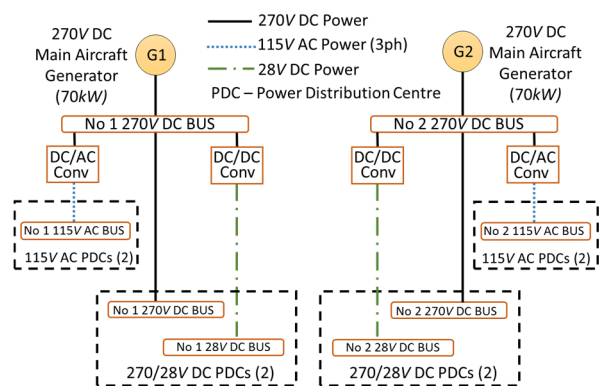 270V DC
Main Aircraft
Generator
(70kW)
G1
270V DC Power
115V AC Power (3ph)
28V DC Power
PDC – Power Distribution Centre
G2
270V DC
Main Aircraft
Generator
(70kW)
No 1 270V DC BUS
No 2 270V DC BUS
DC/AC
Conv
DC/DC
Conv
DC/DC
Conv
DC/AC
Conv
No 1 115V AC BUS
115V AC PDCs (2)
No 2 115V AC BUS
115V AC PDCs (2)
No 1 270V DC BUS
No 1 28V DC BUS
270/28V DC PDCs (2)
No 2 270V DC BUS
No 2 28V DC BUS
270/28V DC PDCs (2)